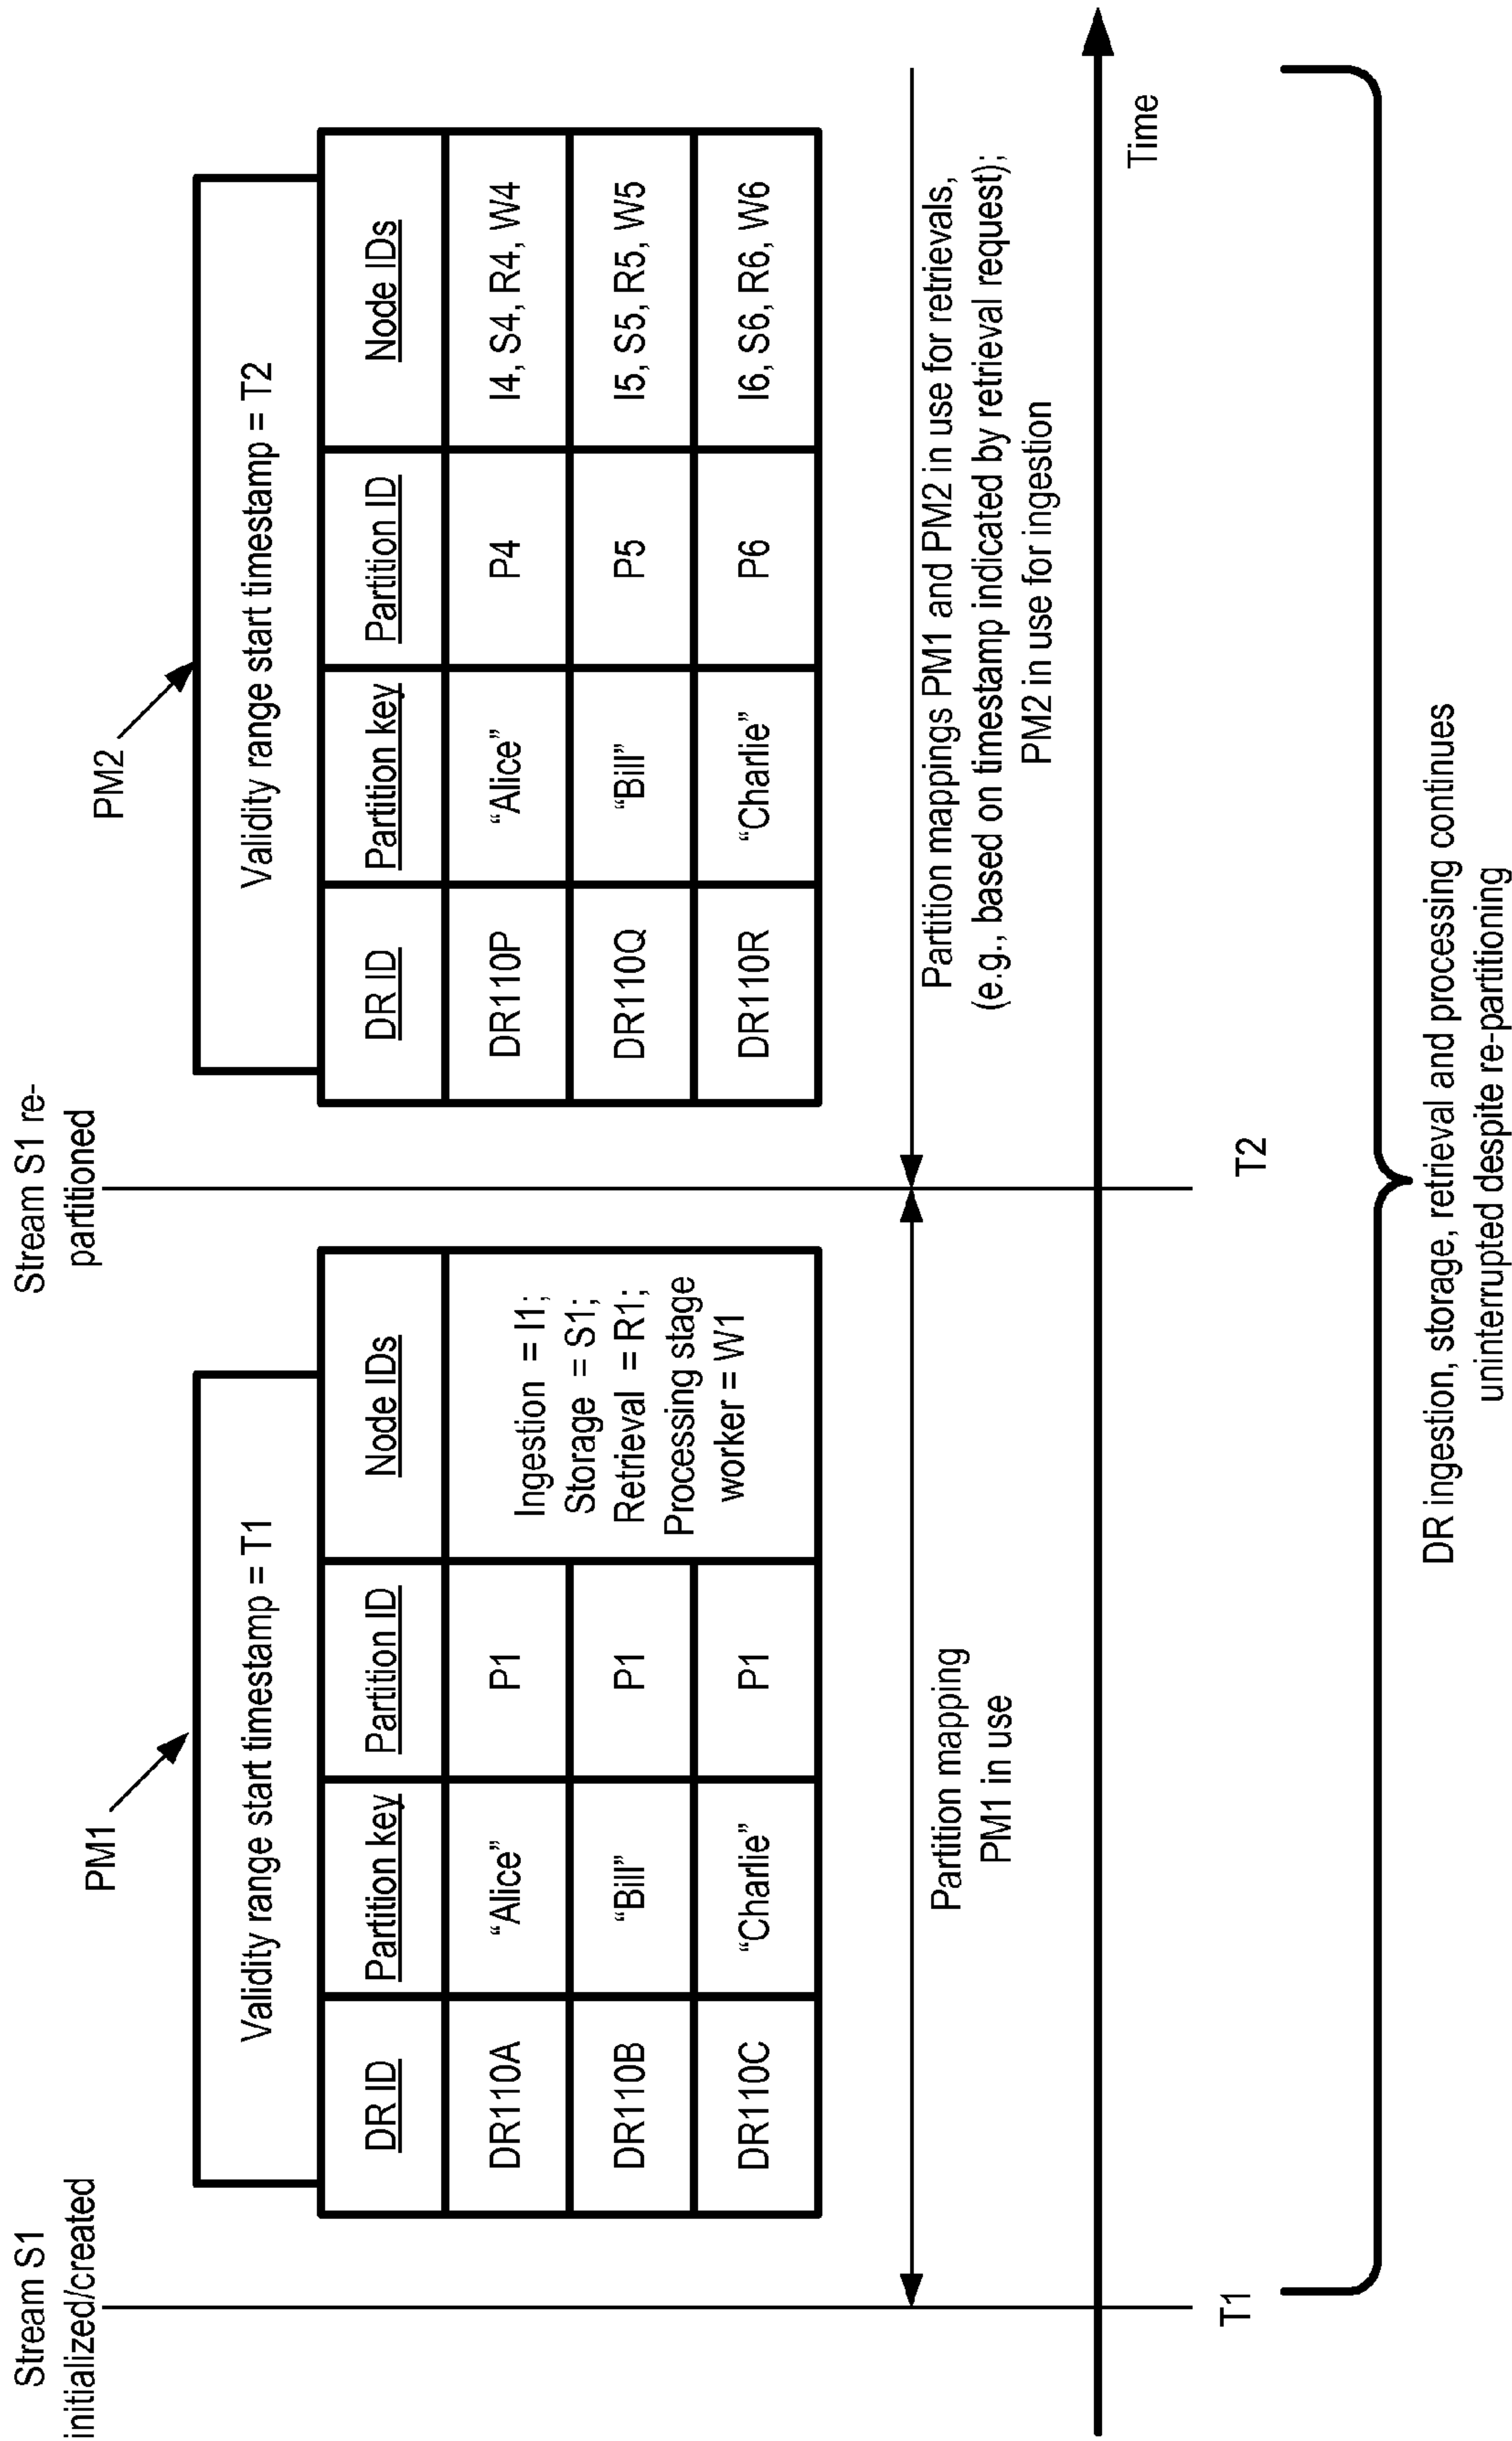 Stream S1
initialized/created
Stream S1 re-
partitioned
PM1
PM2
Validity range start timestamp = T1
DR ID
Partition key
Partition ID
Node IDs
DR110A
“Alice”
P1
Ingestion = I1;
Storage = S1;
Retrieval = R1;
Processing stage
worker = W1
DR110B
“Bill”
P1
DR110C
“Charlie”
P1
Validity range start timestamp = T2
DR ID
Partition key
Partition ID
Node IDs
DR110P
“Alice”
P4
I4, S4, R4, W4
DR110Q
“Bill”
P5
I5, S5, R5, W5
DR110R
“Charlie”
P6
I6, S6, R6, W6
Partition mapping
PM1 in use
Partition mappings PM1 and PM2 in use for retrievals,
(e.g., based on timestamp indicated by retrieval request);
PM2 in use for ingestion
Time
T1
T2
DR ingestion, storage, retrieval and processing continues
uninterrupted despite re-partitioning